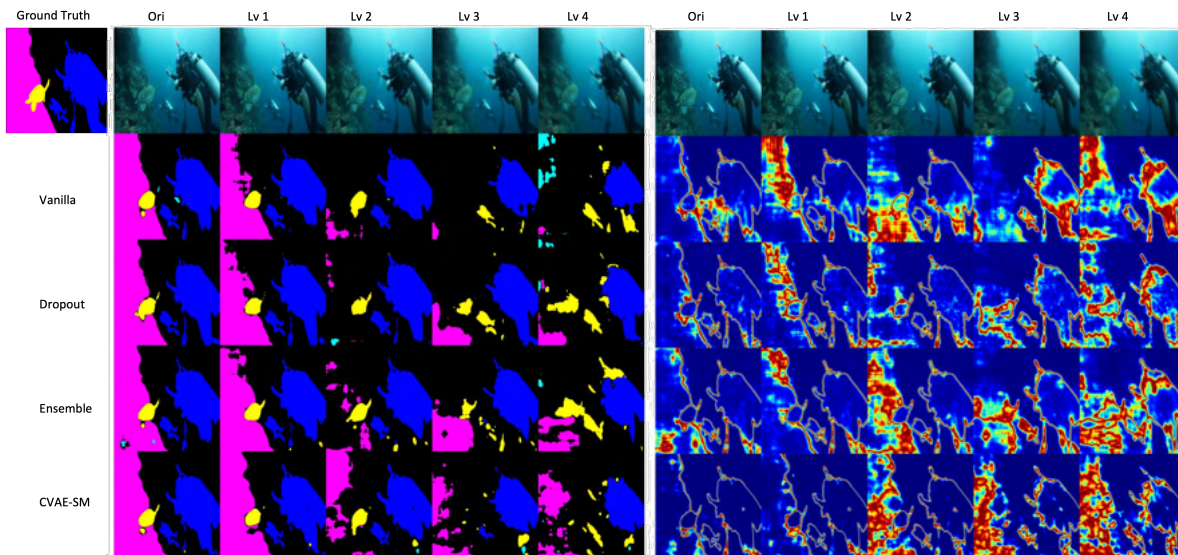 Ground Truth Ori Lv 1 Lv 2 Lv 3 Lv 4 Ori Lv 1 Lv 2 Lv 3 Lv 4
Vanilla
Dropout
Ensemble
CVAE-SM